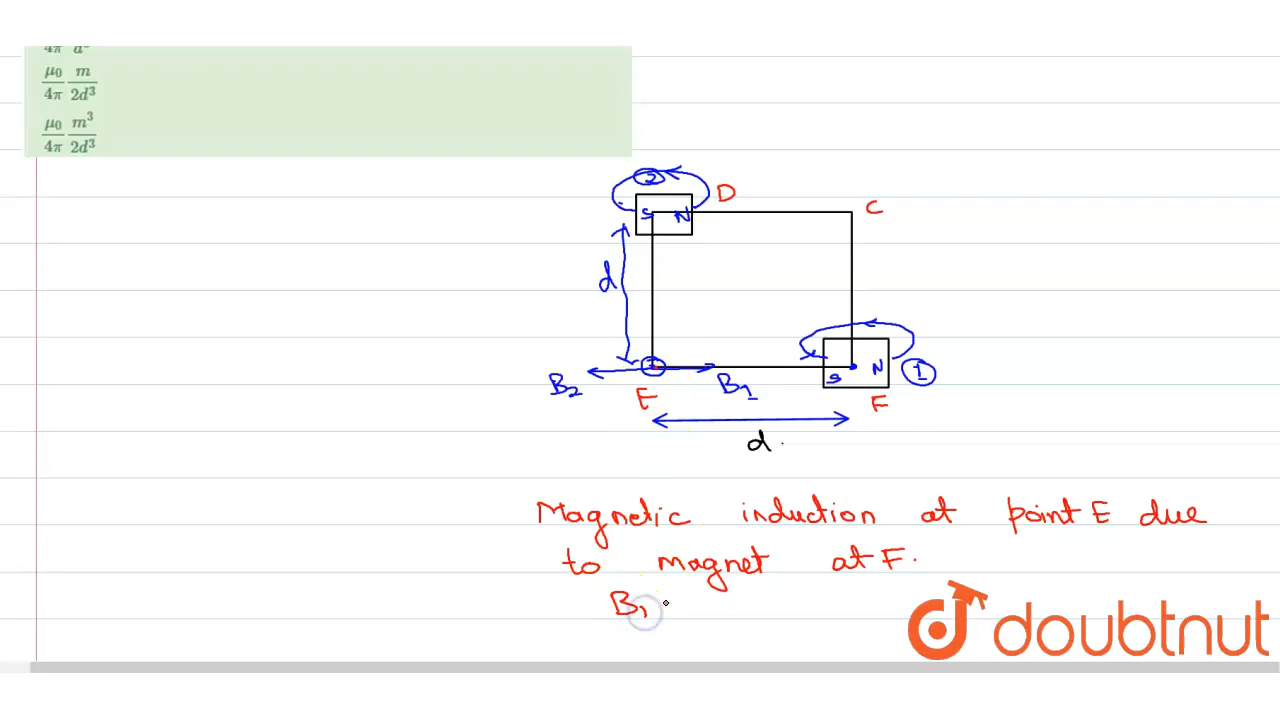 μ₀/4π m/2d³
μ₀/4π m³/2d³
2
D
C
S N
d
1
S N
B₂
B₁
E
F
d
Magnetic induction at point E due
to magnet at F.
B₁
doubtnut